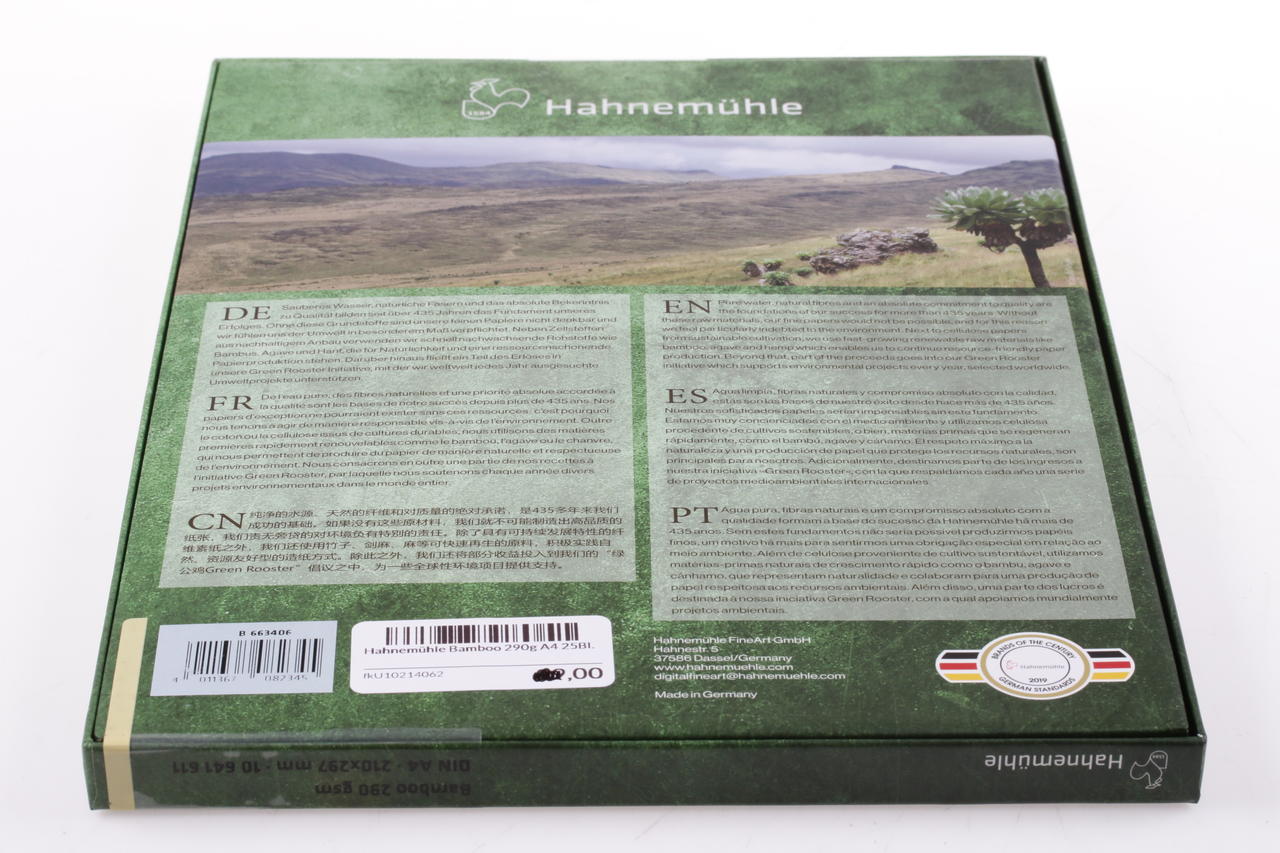 1584 Hahnemühle
DE Sauberes Wasser, natürliche Fasern und das absolute Bekenntnis
zu Qualität bilden seit über 435 Jahren das Fundament unseres
Erfolges. Ohne diese Grundstoffe sind unsere feinen Papiere nicht denkbar, und
wir fühlen uns der Umwelt in besonderem Maß verpflichtet. Neben Zellstoffen
aus nachhaltigem Anbau verwenden wir schnellnachwachsende Rohstoffe wie
Bambus, Agave und Hanf, die für Natürlichkeit und eine ressourcenschonende
Papierproduktion stehen. Darüber hinaus fließt ein Teil des Erlöses in
unsere Green Rooster Initiative, mit der wir weltweit jedes Jahr ausgesuchte
Umweltprojekte unterstützen.
FR De l'eau pure, des fibres naturelles et une priorité absolue accordée à
la qualité sont les bases de notre succès depuis plus de 435 ans. Nos
papiers d'exception ne pourraient exister sans ces ressources, c'est pourquoi
nous tenons à agir de manière responsable vis-à-vis de l'environnement. Outre
le coton ou la cellulose issus de cultures durables, nous utilisons des matières
premières rapidement renouvelables comme le bambou, l'agave ou le chanvre,
qui nous permettent de produire du papier de manière naturelle et respectueuse
de l'environnement. Nous consacrons en outre une partie de nos recettes à
l'initiative Green Rooster, par laquelle nous soutenons chaque année divers
projets environnementaux dans le monde entier.
CN 纯净的水源、天然的纤维和对质量的绝对承诺，是435多年来我们
成功的基础。如果没有这些原材料，我们就不可能制造出高品质的
纸张，我们责无旁贷的对环境负有特别的责任。除了具有可持续发展特性的纤
维素纸之外，我们还使用竹子、剑麻、麻等可快速再生的原料，积极实践自
然、资源友好型的造纸方式。除此之外，我们还将部分收益投入到我们的“绿
公鸡Green Rooster”倡议之中，为一些全球性环境项目提供支持。
EN Pure water, natural fibres and an absolute commitment to quality are
the foundations of our success for more than 435 years. Without
these raw materials, our fine papers would not be possible, and for this reason
we feel particularly indebted to the environment. Next to cellulose papers
from sustainable cultivation, we use fast-growing renewable raw materials like
bamboo, agave and hemp which enables us to continue resource-friendly paper
production. Beyond that, part of the proceeds goes into our Green Rooster
initiative which supports environmental projects every year, selected worldwide.
ES Agua limpia, fibras naturales y compromiso absoluto con la calidad,
estas son las bases de nuestro éxito desde hace más de 435 años.
Nuestros sofisticados papeles serían impensables sin este fundamento.
Estamos muy concienciados con el medio ambiente y utilizamos celulosa
procedente de cultivos sostenibles, o bien, materias primas que se regeneran
rápidamente, como el bambú, agave y cáñamo. El respeto máximo a la
naturaleza y una producción de papel que protege los recursos naturales, son
principales para nosotros. Adicionalmente, destinamos parte de los ingresos a
nuestra iniciativa «Green Rooster», con la que respaldamos cada año una serie
de proyectos medioambientales internacionales.
PT Água pura, fibras naturais e um compromisso absoluto com a
qualidade formam a base do sucesso da Hahnemühle há mais de
435 anos. Sem estes fundamentos não seria possível produzirmos papéis
finos, um motivo há mais para sentirmos uma obrigação especial em relação ao
meio ambiente. Além de celulose proveniente de cultivo sustentável, utilizamos
matérias-primas naturais de crescimento rápido como o bambu, agave e
cânhamo, que representam naturalidade e colaboram para uma produção de
papel respeitosa aos recursos ambientais. Além disso, uma parte dos lucros é
destinada à nossa iniciativa Green Rooster, com a qual apoiamos mundialmente
projetos ambientais.
B 663406
4 011367 082345
Hahnemühle Bamboo 290g A4 25Bl.
fkU10214062
,00
Hahnemühle FineArt GmbH
Hahnestr. 5
37586 Dassel/Germany
www.hahnemuehle.com
digitalfineart@hahnemuehle.com
Made in Germany
BRANDS OF THE CENTURY
Hahnemühle
2019
GERMAN STANDARDS
Bamboo 290 gsm
DIN A4 · 210x297 mm · 10 641 611
1584 Hahnemühle